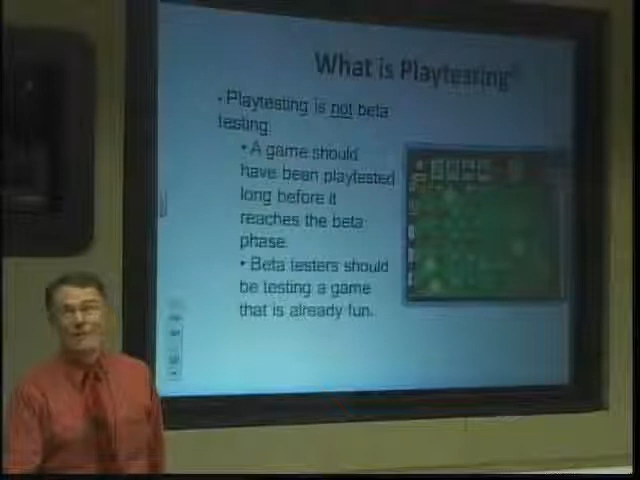 What is Playtesting
• Playtesting is not beta
testing.
• A game should
have been playtested
long before it
reaches the beta
phase.
• Beta testers should
be testing a game
that is already fun.